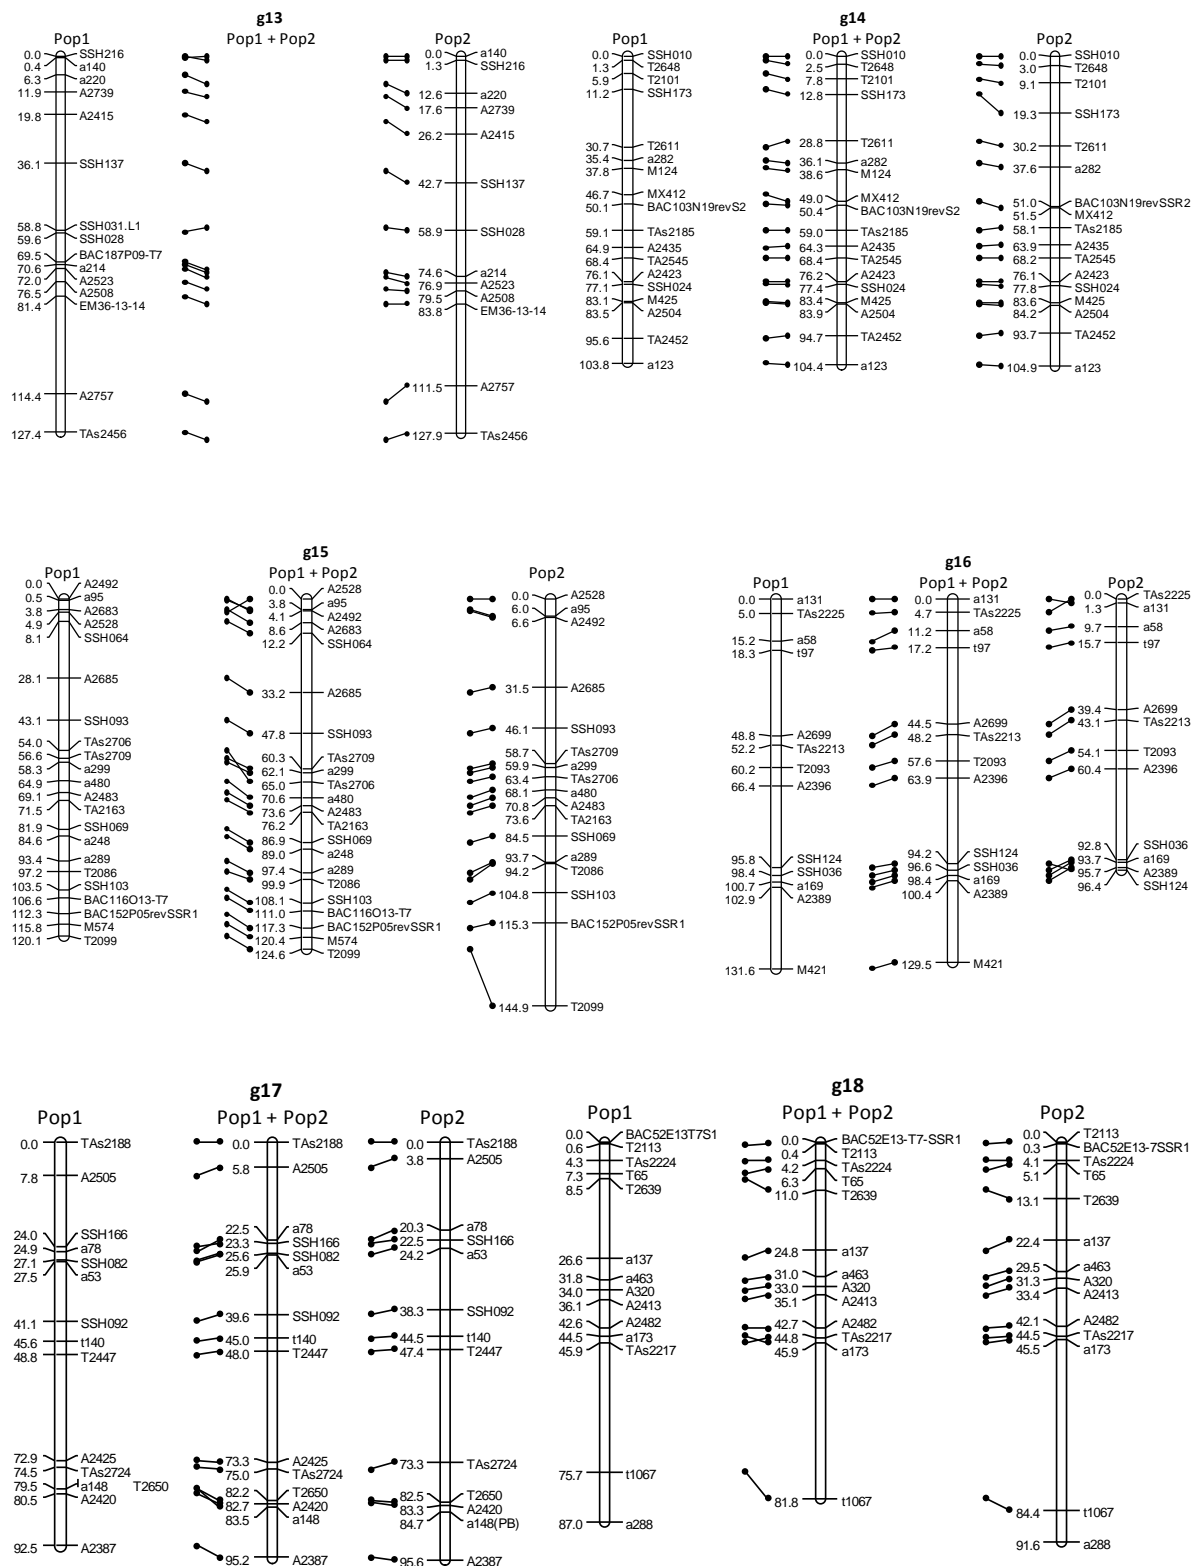 g13
Pop1
Pop1 + Pop2
Pop2
0.0 SSH216
0.4 a140
6.3 a220
11.9 A2739
19.8 A2415
36.1 SSH137
58.8 SSH031.L1
59.6 SSH028
69.5 BAC187P09-T7
70.6 a214
72.0 A2523
76.5 A2508
81.4 EM36-13-14
114.4 A2757
127.4 TAs2456
0.0 a140
1.3 SSH216
12.6 a220
17.6 A2739
26.2 A2415
42.7 SSH137
58.9 SSH028
74.6 a214
76.9 A2523
79.5 A2508
83.8 EM36-13-14
111.5 A2757
127.9 TAs2456
g14
Pop1
Pop1 + Pop2
Pop2
0.0 SSH010
1.3 T2648
5.9 T2101
11.2 SSH173
30.7 T2611
35.4 a282
37.8 M124
46.7 MX412
50.1 BAC103N19revS2
59.1 TAs2185
64.9 A2435
68.4 TA2545
76.1 A2423
77.1 SSH024
83.1 M425
83.5 A2504
95.6 TA2452
103.8 a123
0.0 SSH010
2.5 T2648
7.8 T2101
12.8 SSH173
28.8 T2611
36.1 a282
38.6 M124
49.0 MX412
50.4 BAC103N19revS2
59.0 TAs2185
64.3 A2435
68.4 TA2545
76.2 A2423
77.4 SSH024
83.4 M425
83.9 A2504
94.7 TA2452
104.4 a123
0.0 SSH010
3.0 T2648
9.1 T2101
19.3 SSH173
30.2 T2611
37.6 a282
51.0 BAC103N19revSSR2
51.5 MX412
58.1 TAs2185
63.9 A2435
68.2 TA2545
76.1 A2423
77.8 SSH024
83.6 M425
84.2 A2504
93.7 TA2452
104.9 a123
g15
Pop1
Pop1 + Pop2
Pop2
0.0 A2492
0.5 a95
3.8 A2683
4.9 A2528
8.1 SSH064
28.1 A2685
43.1 SSH093
54.0 TAs2706
56.6 TAs2709
58.3 a299
64.9 a480
69.1 A2483
71.5 TA2163
81.9 SSH069
84.6 a248
93.4 a289
97.2 T2086
103.5 SSH103
106.6 BAC116O13-T7
112.3 BAC152P05revSSR1
115.8 M574
120.1 T2099
0.0 A2528
3.8 a95
4.1 A2492
8.6 A2683
12.2 SSH064
33.2 A2685
47.8 SSH093
60.3 TAs2709
62.1 a299
65.0 TAs2706
70.6 a480
73.6 A2483
76.2 TA2163
86.9 SSH069
89.0 a248
97.4 a289
99.9 T2086
108.1 SSH103
111.0 BAC116O13-T7
117.3 BAC152P05revSSR1
120.4 M574
124.6 T2099
0.0 A2528
6.0 a95
6.6 A2492
31.5 A2685
46.1 SSH093
58.7 TAs2709
59.9 a299
63.4 TAs2706
68.1 a480
70.8 A2483
73.6 TA2163
84.5 SSH069
93.7 a289
94.2 T2086
104.8 SSH103
115.3 BAC152P05revSSR1
144.9 T2099
g16
Pop1
Pop1 + Pop2
Pop2
0.0 a131
5.0 TAs2225
15.2 a58
18.3 t97
48.8 A2699
52.2 TAs2213
60.2 T2093
66.4 A2396
95.8 SSH124
98.4 SSH036
100.7 a169
102.9 A2389
131.6 M421
0.0 a131
4.7 TAs2225
11.2 a58
17.2 t97
44.5 A2699
48.2 TAs2213
57.6 T2093
63.9 A2396
94.2 SSH124
96.6 SSH036
98.4 a169
100.4 A2389
129.5 M421
0.0 TAs2225
1.3 a131
9.7 a58
15.7 t97
39.4 A2699
43.1 TAs2213
54.1 T2093
60.4 A2396
92.8 SSH036
93.7 a169
95.7 A2389
96.4 SSH124
g17
Pop1
Pop1 + Pop2
Pop2
0.0 TAs2188
7.8 A2505
24.0 SSH166
24.9 a78
27.1 SSH082
27.5 a53
41.1 SSH092
45.6 t140
48.8 T2447
72.9 A2425
74.5 TAs2724
79.5 a148 T2650
80.5 A2420
92.5 A2387
0.0 TAs2188
5.8 A2505
22.5 a78
23.3 SSH166
25.6 SSH082
25.9 a53
39.6 SSH092
45.0 t140
48.0 T2447
73.3 A2425
75.0 TAs2724
82.2 T2650
82.7 A2420
83.5 a148
95.2 A2387
0.0 TAs2188
3.8 A2505
20.3 a78
22.5 SSH166
24.2 a53
38.3 SSH092
44.5 t140
47.4 T2447
73.3 TAs2724
82.5 T2650
83.3 A2420
84.7 a148(PB)
95.6 A2387
g18
Pop1
Pop1 + Pop2
Pop2
0.0 BAC52E13T7S1
0.6 T2113
4.3 TAs2224
7.3 T65
8.5 T2639
26.6 a137
31.8 a463
34.0 A320
36.1 A2413
42.6 A2482
44.5 a173
45.9 TAs2217
75.7 t1067
87.0 a288
0.0 BAC52E13-T7-SSR1
0.4 T2113
4.2 TAs2224
6.3 T65
11.0 T2639
24.8 a137
31.0 a463
33.0 A320
35.1 A2413
42.7 A2482
44.8 TAs2217
45.9 a173
81.8 t1067
0.0 T2113
0.3 BAC52E13-7SSR1
4.1 TAs2224
5.1 T65
13.1 T2639
22.4 a137
29.5 a463
31.3 A320
33.4 A2413
42.1 A2482
44.5 TAs2217
45.5 a173
84.4 t1067
91.6 a288